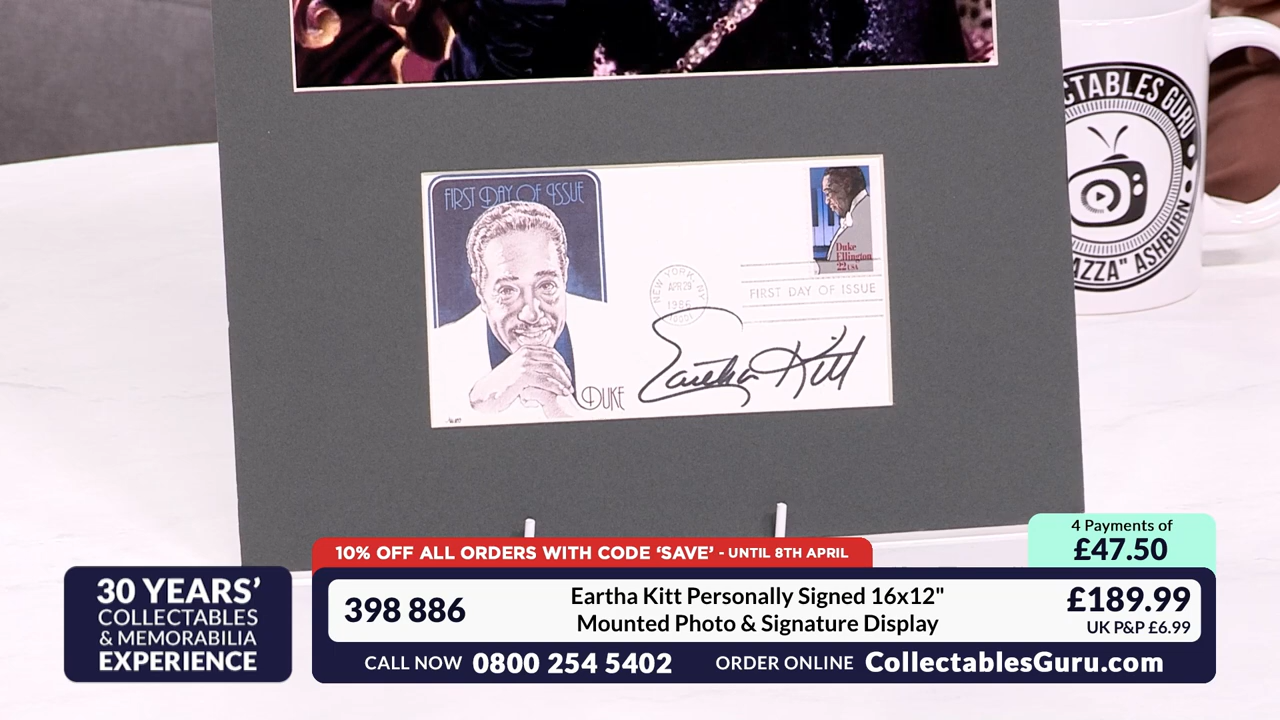 CTABLES GURU
AZZA" ASHBURN
FIRST DAY OF ISSUE
Duke
Ellington
22 USA
NEW YORK, NY
APR 29
1986
FIRST DAY OF ISSUE
Eartha Kitt
DUKE
4 Payments of
£47.50
10% OFF ALL ORDERS WITH CODE ‘SAVE’ - UNTIL 8TH APRIL
30 YEARS’
COLLECTABLES
& MEMORABILIA
EXPERIENCE
398 886
Eartha Kitt Personally Signed 16x12"
Mounted Photo & Signature Display
£189.99
UK P&P £6.99
CALL NOW 0800 254 5402
ORDER ONLINE CollectablesGuru.com